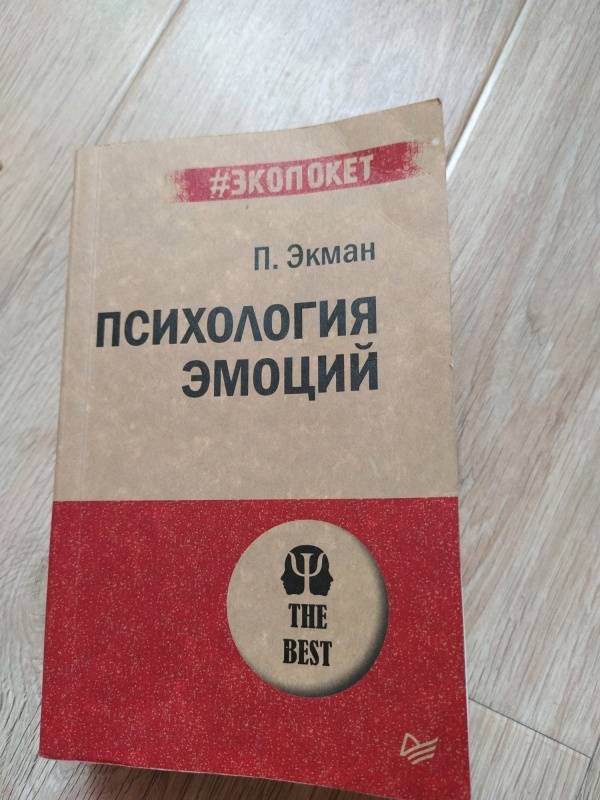 #ЭКОПОКЕТ
П. Экман
ПСИХОЛОГИЯ
ЭМОЦИЙ
Ψ
THE
BEST